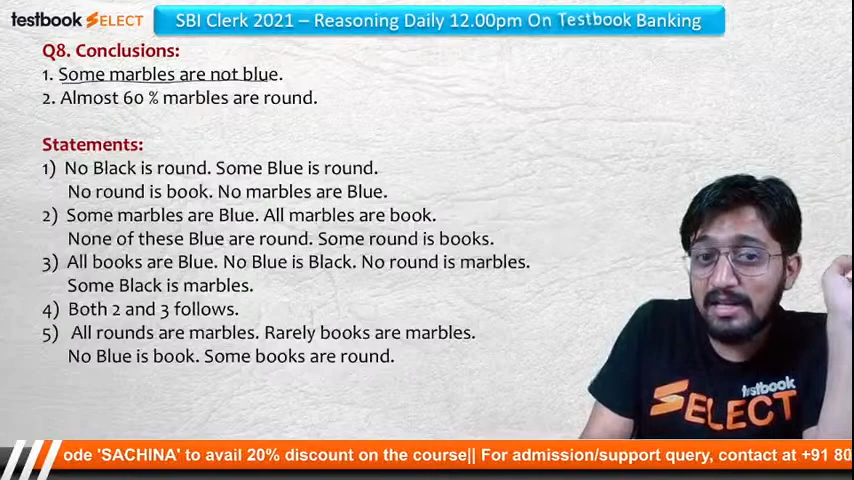 testbook SELECT
SBI Clerk 2021 – Reasoning Daily 12.00pm On Testbook Banking
Q8. Conclusions:
1. Some marbles are not blue.
2. Almost 60 % marbles are round.
Statements:
1) No Black is round. Some Blue is round.
No round is book. No marbles are Blue.
2) Some marbles are Blue. All marbles are book.
None of these Blue are round. Some round is books.
3) All books are Blue. No Blue is Black. No round is marbles.
Some Black is marbles.
4) Both 2 and 3 follows.
5) All rounds are marbles. Rarely books are marbles.
No Blue is book. Some books are round.
testbook
SELECT
ode 'SACHINA' to avail 20% discount on the course|| For admission/support query, contact at +91 80